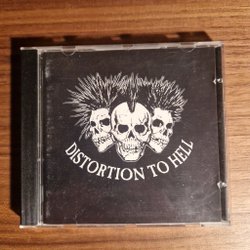 DISTORTION TO HELL